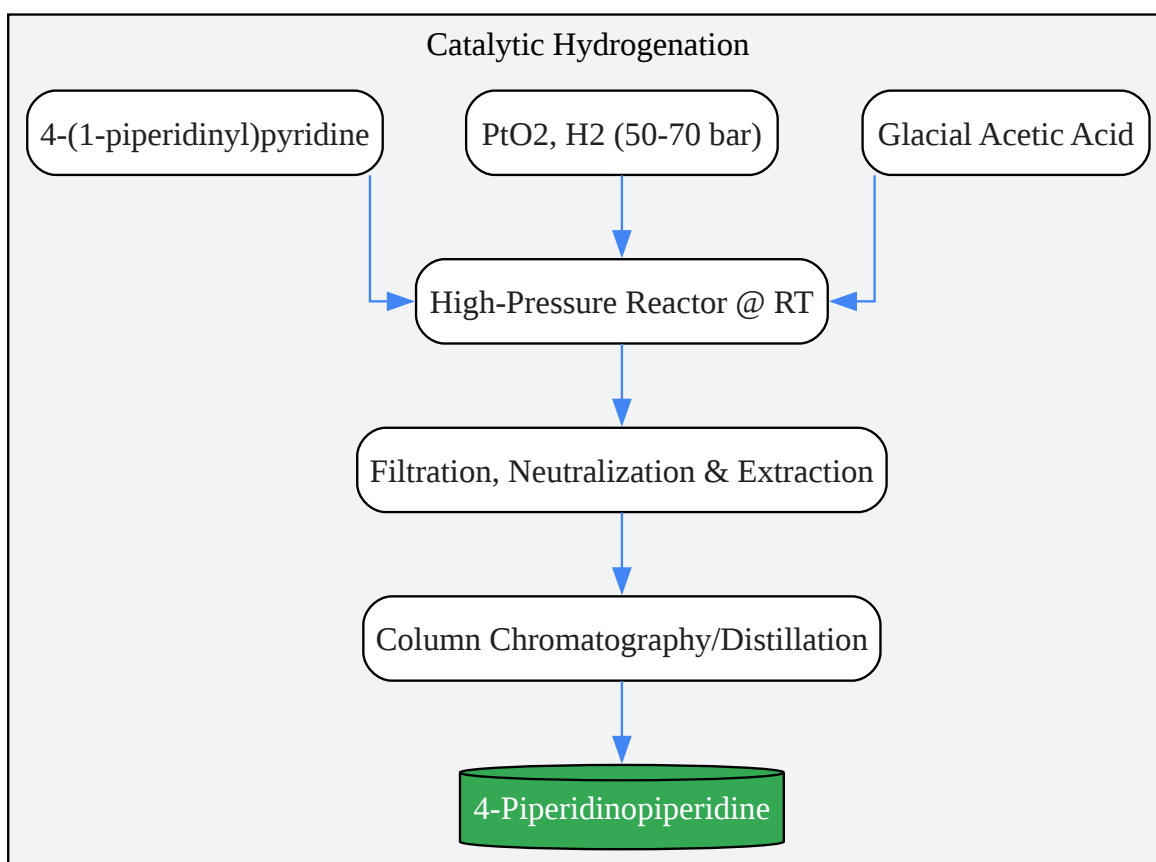 Catalytic Hydrogenation
4-(1-piperidinyl)pyridine
PtO2, H2 (50-70 bar)
Glacial Acetic Acid
High-Pressure Reactor @ RT
Filtration, Neutralization & Extraction
Column Chromatography/Distillation
4-Piperidinopiperidine